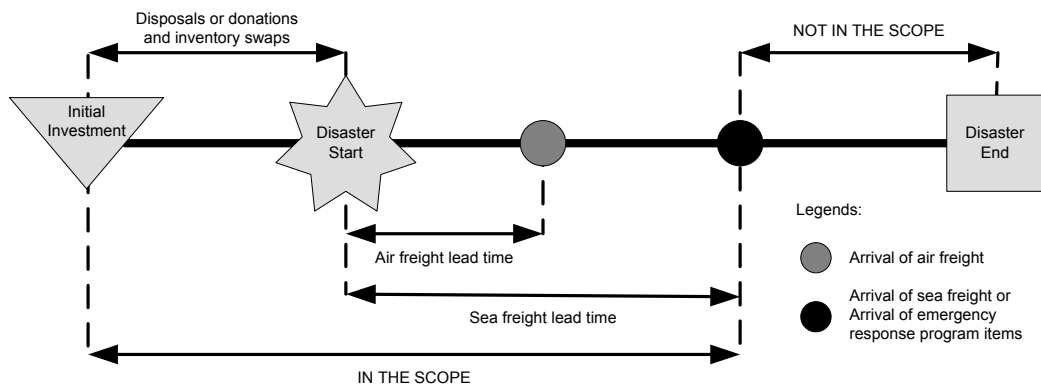 Disposals or donations
and inventory swaps
NOT IN THE SCOPE
Initial
Investment
Disaster
Start
Disaster
End
Legends:
Air freight lead time
Arrival of air freight
Sea freight lead time
Arrival of sea freight or
Arrival of emergency
response program items
IN THE SCOPE